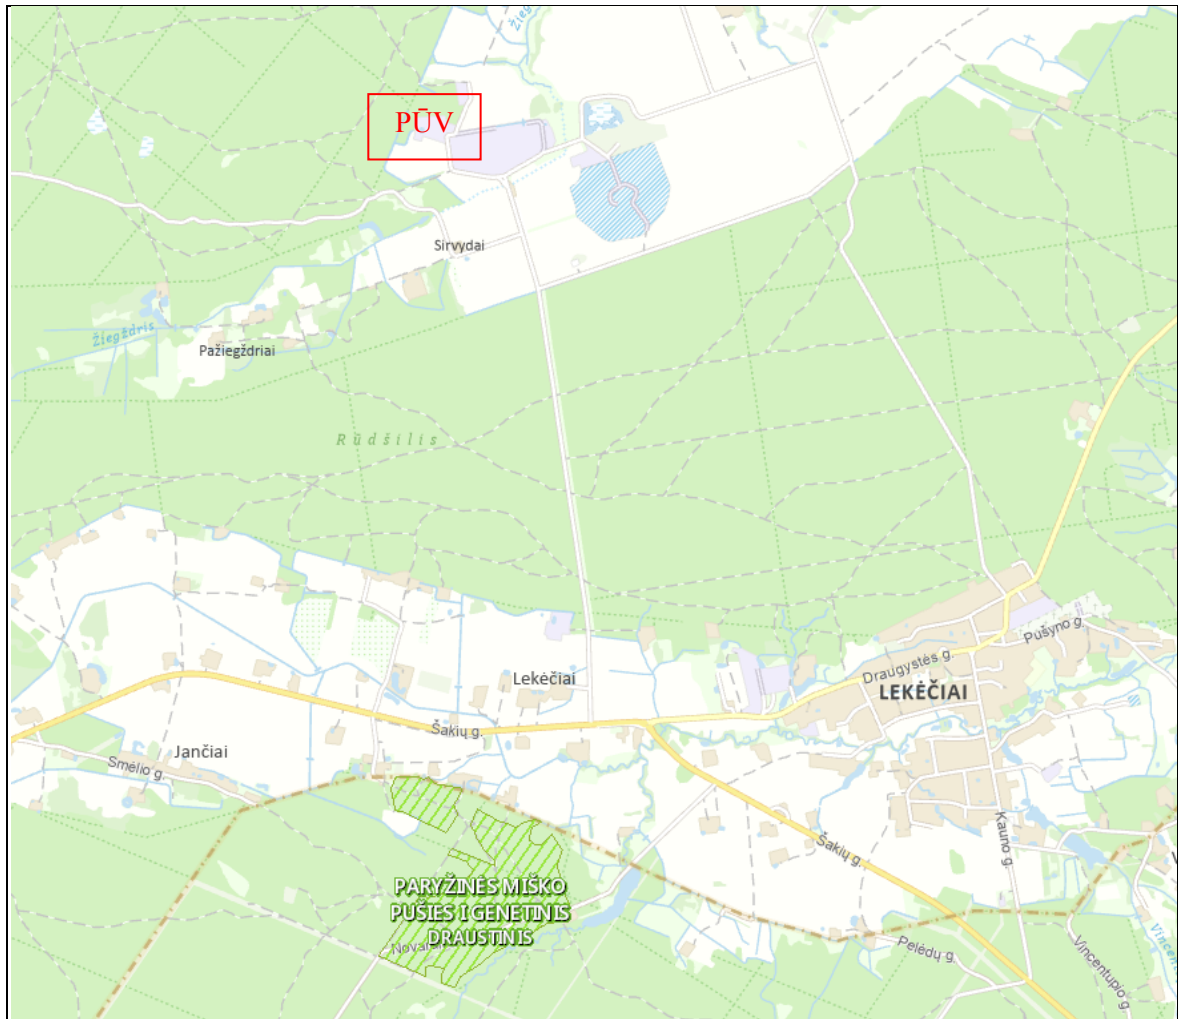 PŪV
Sirvydai
Žiegždris
Pažiegždriai
Rūdšilis
Pušyno g.
Draugystės g.
Lekėčiai
LEKĖČIAI
Šakių g.
Jančiai
Smėlio g.
Šakių g.
Kauno g.
PARYŽINĖS MIŠKO
PUŠIES I GENETINIS
DRAUSTINIS
Pelėdų g.
Vincentupio g.